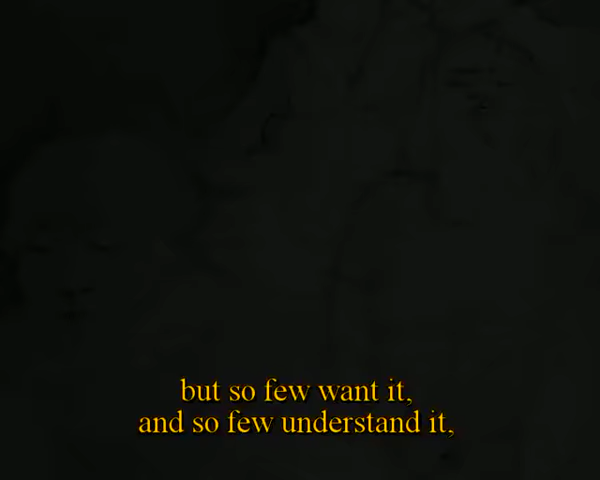 but so few want it,
and so few understand it,